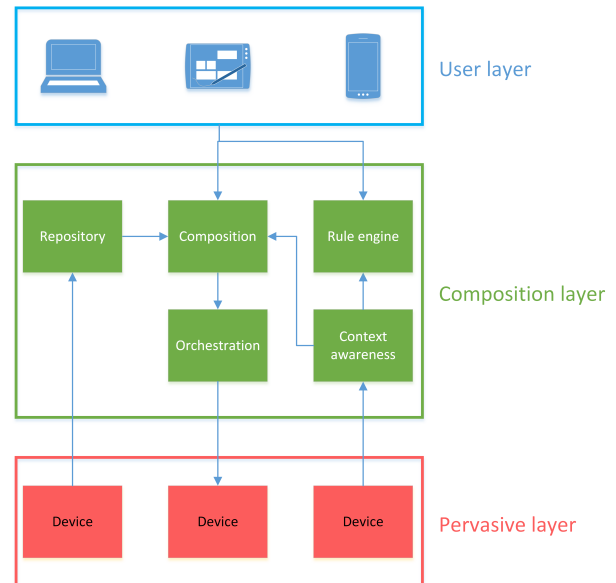 User layer
Repository
Composition
Rule engine
Composition layer
Orchestration
Context
awareness
Device
Device
Device
Pervasive layer